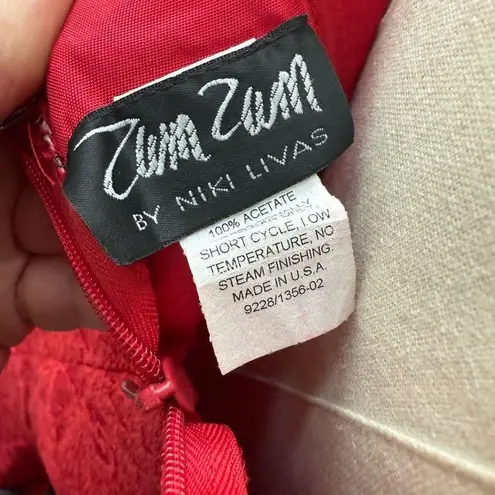 Zum Zum
BY NIKI LIVAS
100% ACETATE
SHORT CYCLE, LOW
TEMPERATURE, NO
STEAM FINISHING.
MADE IN U.S.A.
9228/1356-02